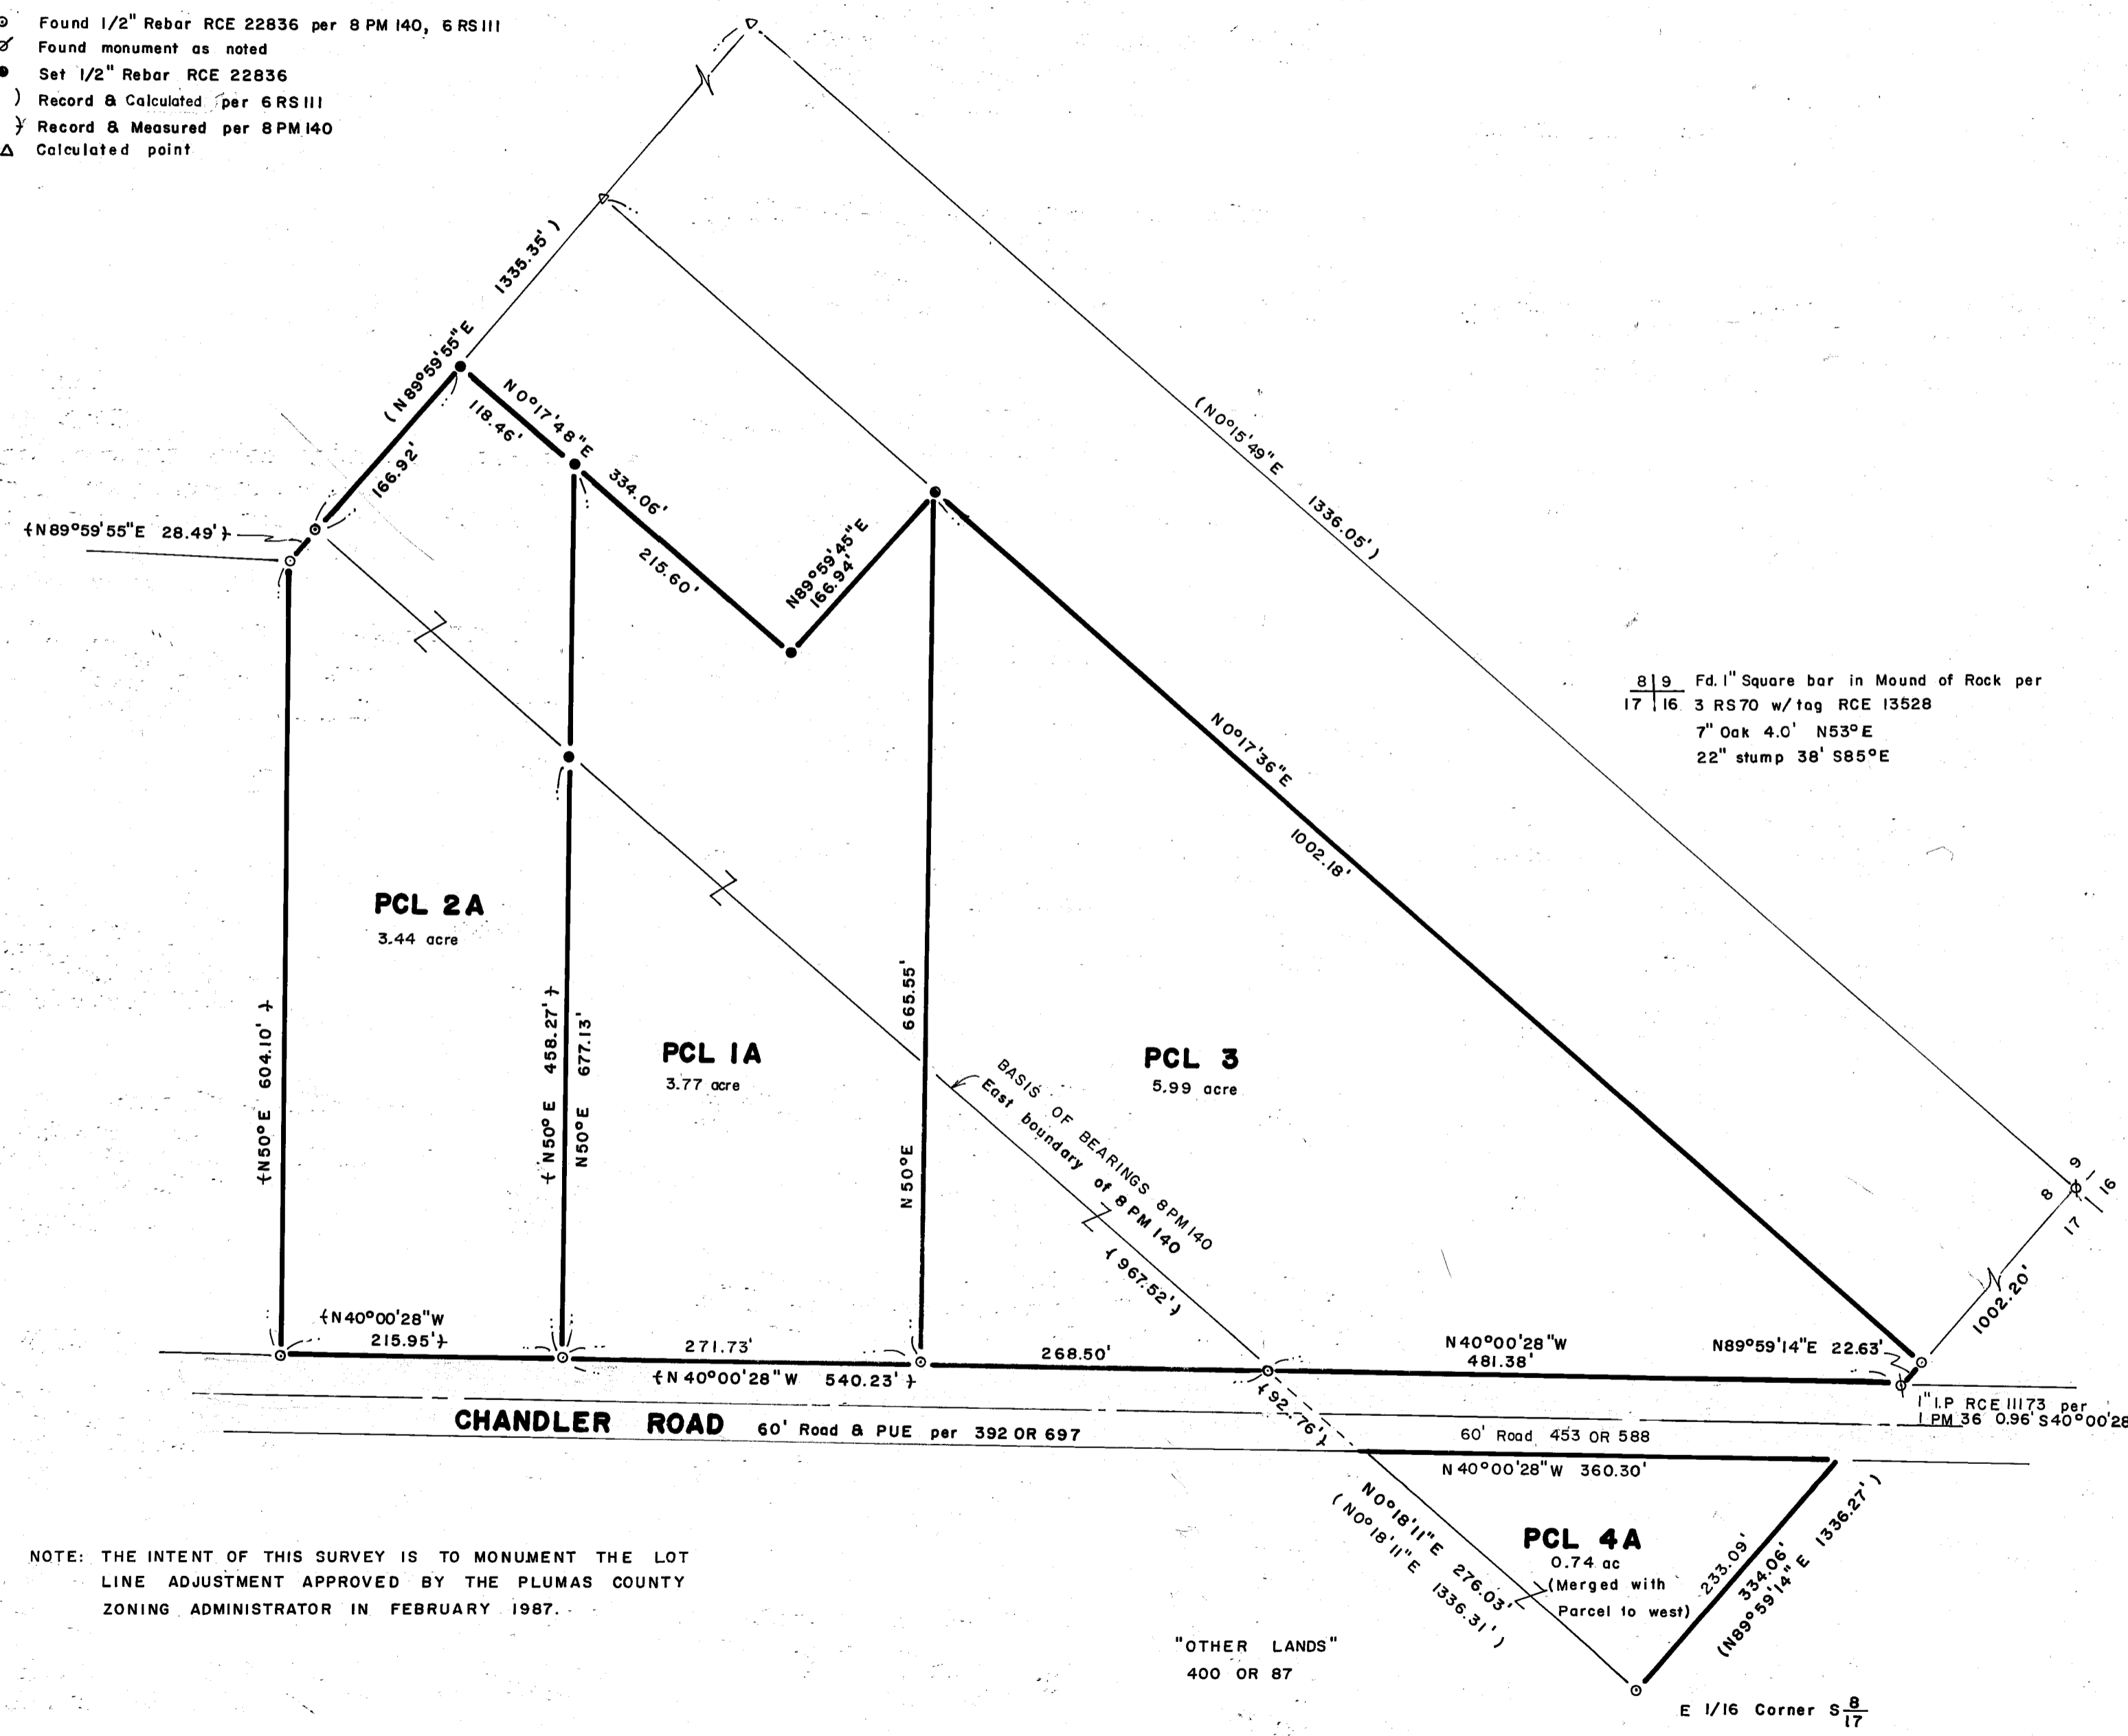 Found 1/2" Rebar RCE 22836 per 8 PM 140, 6 RS 111
Found monument as noted
Set 1/2" Rebar RCE 22836
) Record & Calculated per 6 RS 111
} Record & Measured per 8 PM 140
Δ Calculated point
1335.35' )
( N 89°59'55" E
166.92'
N 0°17'48" E
118.46'
334.06'
215.60'
N89°59'45"E
166.94'
{N 89°59'55"E 28.49'}
(N0°15'49"E 1336.05')
N0°17'36"E
1002.18'
8 9
17 16
Fd. 1" Square bar in Mound of Rock per
3 RS 70 w/ tag RCE 13528
7" Oak 4.0' N53°E
22" stump 38' S85°E
PCL 2A
3.44 acre
PCL 1A
3.77 acre
PCL 3
5.99 acre
{N50°E 604.10'}
{N50°E 458.27'}
N50°E 677.13'
N50°E 665.55'
BASIS OF BEARINGS 8PM140
East boundary of 8 PM 140
{967.52'}
8 9
17 16
1002.20'
{N40°00'28"W
215.95'}
271.73'
{N 40°00'28" W 540.23'}
268.50'
N40°00'28"W
481.38'
N89°59'14"E 22.63'
1" I.P RCE 11173 per
1 PM 36 0.96' S40°00'28
{92.76'}
CHANDLER ROAD 60' Road & PUE per 392 OR 697
60' Road 453 OR 588
N 40°00'28"W 360.30'
N0°18'11"E 276.03'
(N0°18'11"E 1336.31')
PCL 4A
0.74 ac
(Merged with
Parcel to west)
233.09'
334.06'
(N89°59'14"E 1336.27')
NOTE: THE INTENT OF THIS SURVEY IS TO MONUMENT THE LOT
LINE ADJUSTMENT APPROVED BY THE PLUMAS COUNTY
ZONING ADMINISTRATOR IN FEBRUARY 1987.
"OTHER LANDS"
400 OR 87
E 1/16 Corner S 8/17